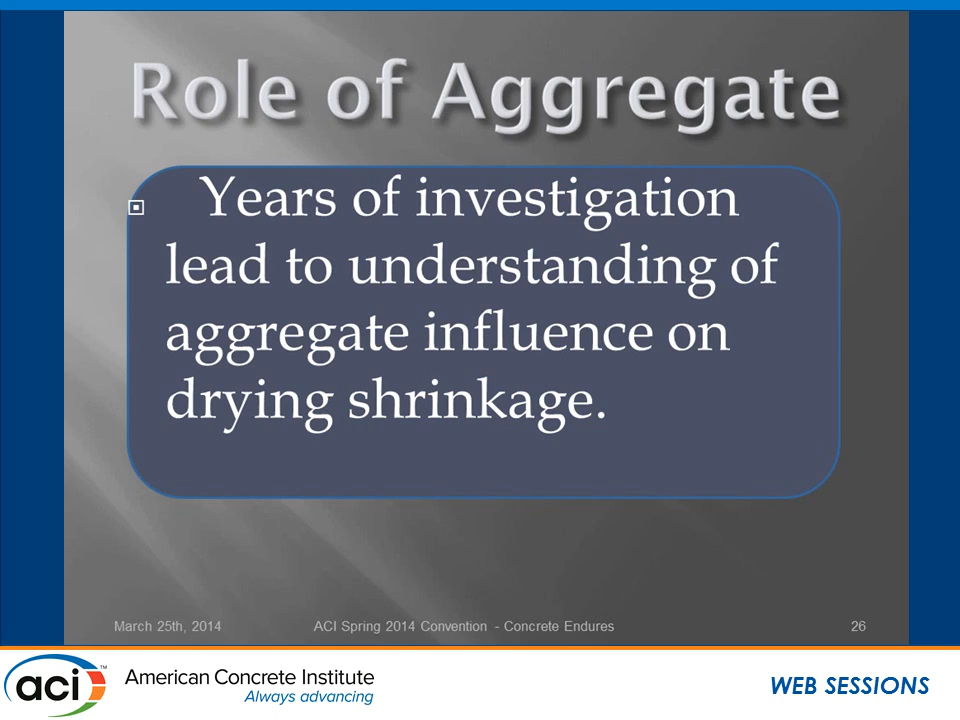 Role of Aggregate
Years of investigation
lead to understanding of
aggregate influence on
drying shrinkage.
March 25th, 2014
ACI Spring 2014 Convention - Concrete Endures
26
aci™
American Concrete Institute
Always advancing
WEB SESSIONS